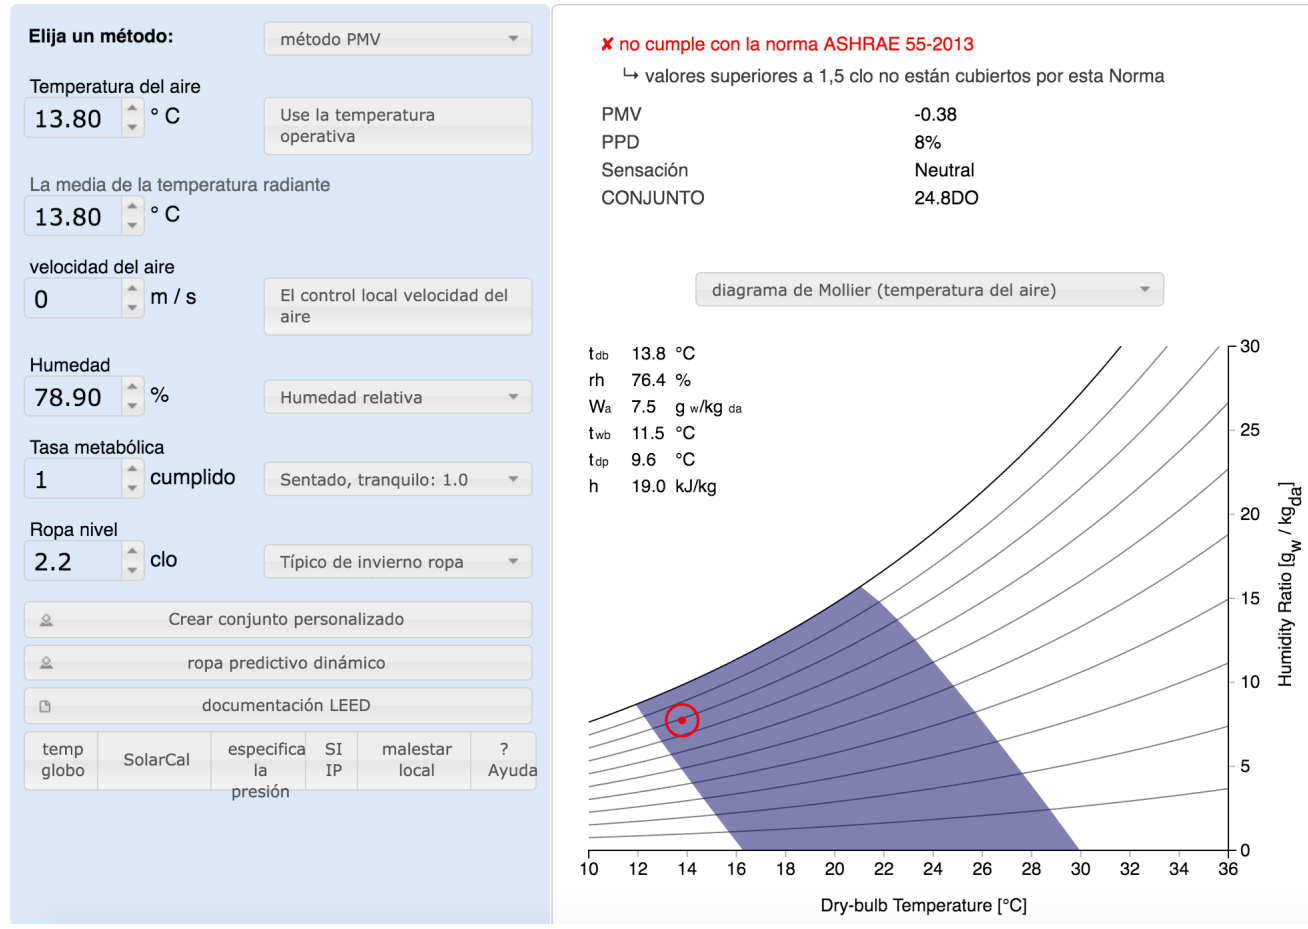 Elija un método:
método PMV
Temperatura del aire
13.80 ° C
Use la temperatura
operativa
La media de la temperatura radiante
13.80 ° C
velocidad del aire
0 m / s
El control local velocidad del
aire
Humedad
78.90 %
Humedad relativa
Tasa metabólica
1 cumplido
Sentado, tranquilo: 1.0
Ropa nivel
2.2 clo
Típico de invierno ropa
Crear conjunto personalizado
ropa predictivo dinámico
documentación LEED
temp
globo
SolarCal
especifica
la
presión
SI
IP
malestar
local
?
Ayuda
✘ no cumple con la norma ASHRAE 55-2013
↳ valores superiores a 1,5 clo no están cubiertos por esta Norma
PMV -0.38
PPD 8%
Sensación Neutral
CONJUNTO 24.8DO
diagrama de Mollier (temperatura del aire)
tdb 13.8 °C
rh 76.4 %
Wa 7.5 g w/kg da
twb 11.5 °C
tdp 9.6 °C
h 19.0 kJ/kg
30
25
20
15
10
5
0
Humidity Ratio [gw / kgda]
10 12 14 16 18 20 22 24 26 28 30 32 34 36
Dry-bulb Temperature [°C]